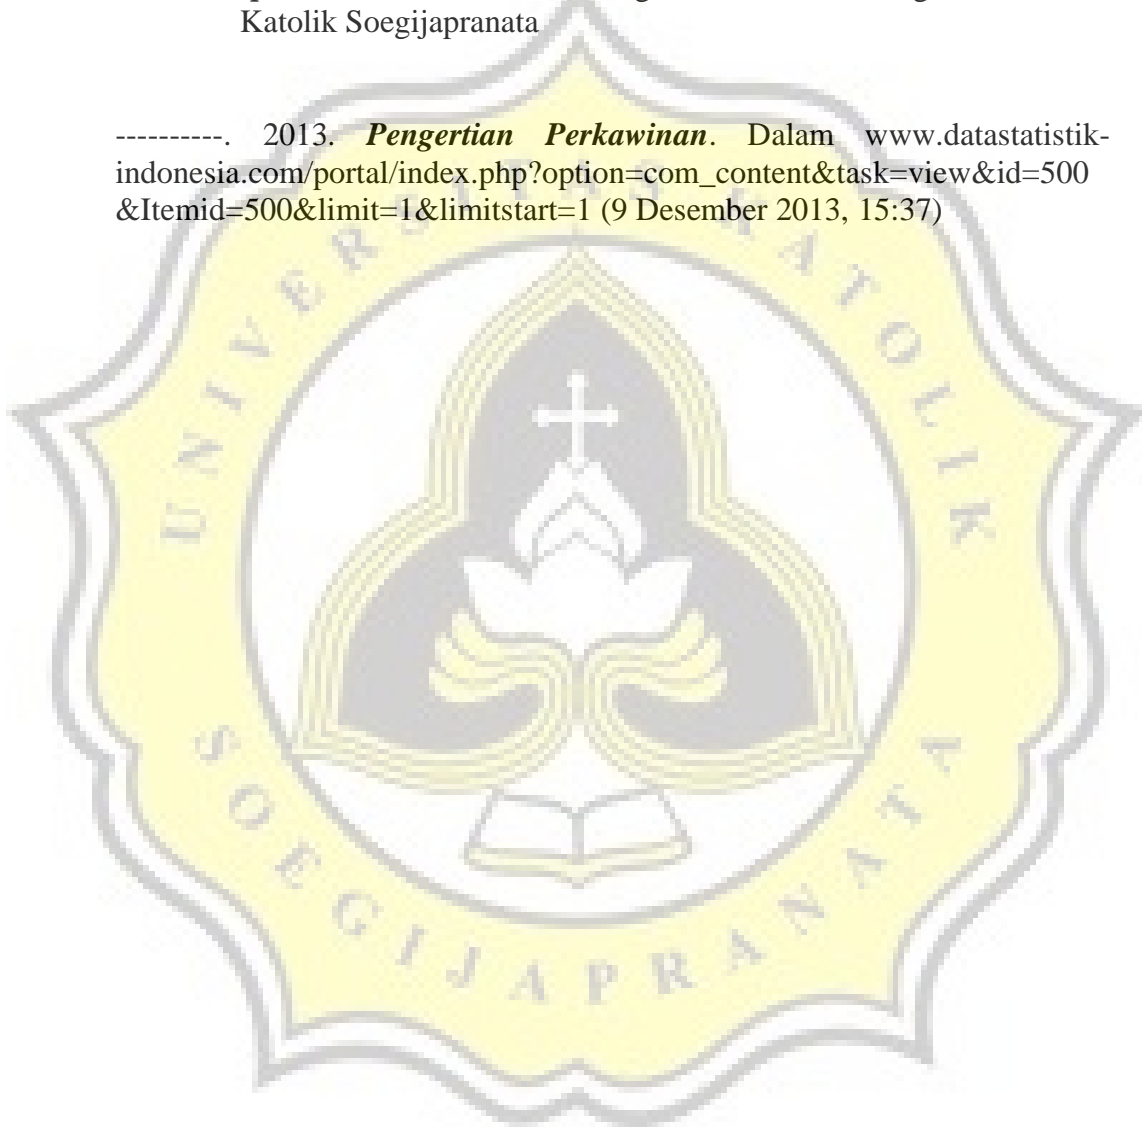 Katolik Soegijapranata
----------. 2013. Pengertian Perkawinan. Dalam www.datastatistik-
indonesia.com/portal/index.php?option=com_content&task=view&id=500
&Itemid=500&limit=1&limitstart=1 (9 Desember 2013, 15:37)
UNIVERSITAS KATOLIK
SOEGIJAPRANATA